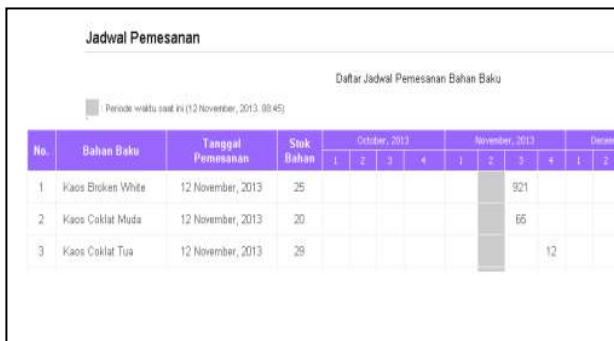 Jadwal Pemesanan
Daftar Jadwal Pemesanan Bahan Baku
: Periode waktu saat ini (12 November, 2013. 08:45)
No. Bahan Baku Tanggal Pemesanan Stok Bahan October, 2013 November, 2013
1 2 3 4 1 2 3 4 1 2
1 Kaos Broken White 12 November, 2013 25 921
2 Kaos Coklat Muda 12 November, 2013 20 65
3 Kaos Coklat Tua 12 November, 2013 29 12